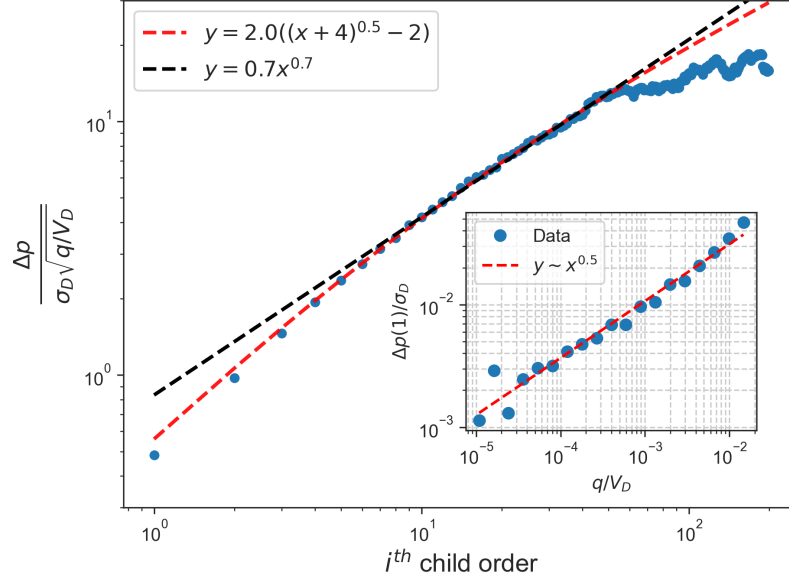 y = 2.0((x + 4)^0.5 − 2)
y = 0.7x^0.7
10^1
10^0
Δp
σ_D√q/V_D
Data
y ~ x^0.5
Δp(1)/σ_D
10^−2
10^−3
10^−5
10^−4
10^−3
10^−2
q/V_D
10^0
10^1
10^2
i^th child order